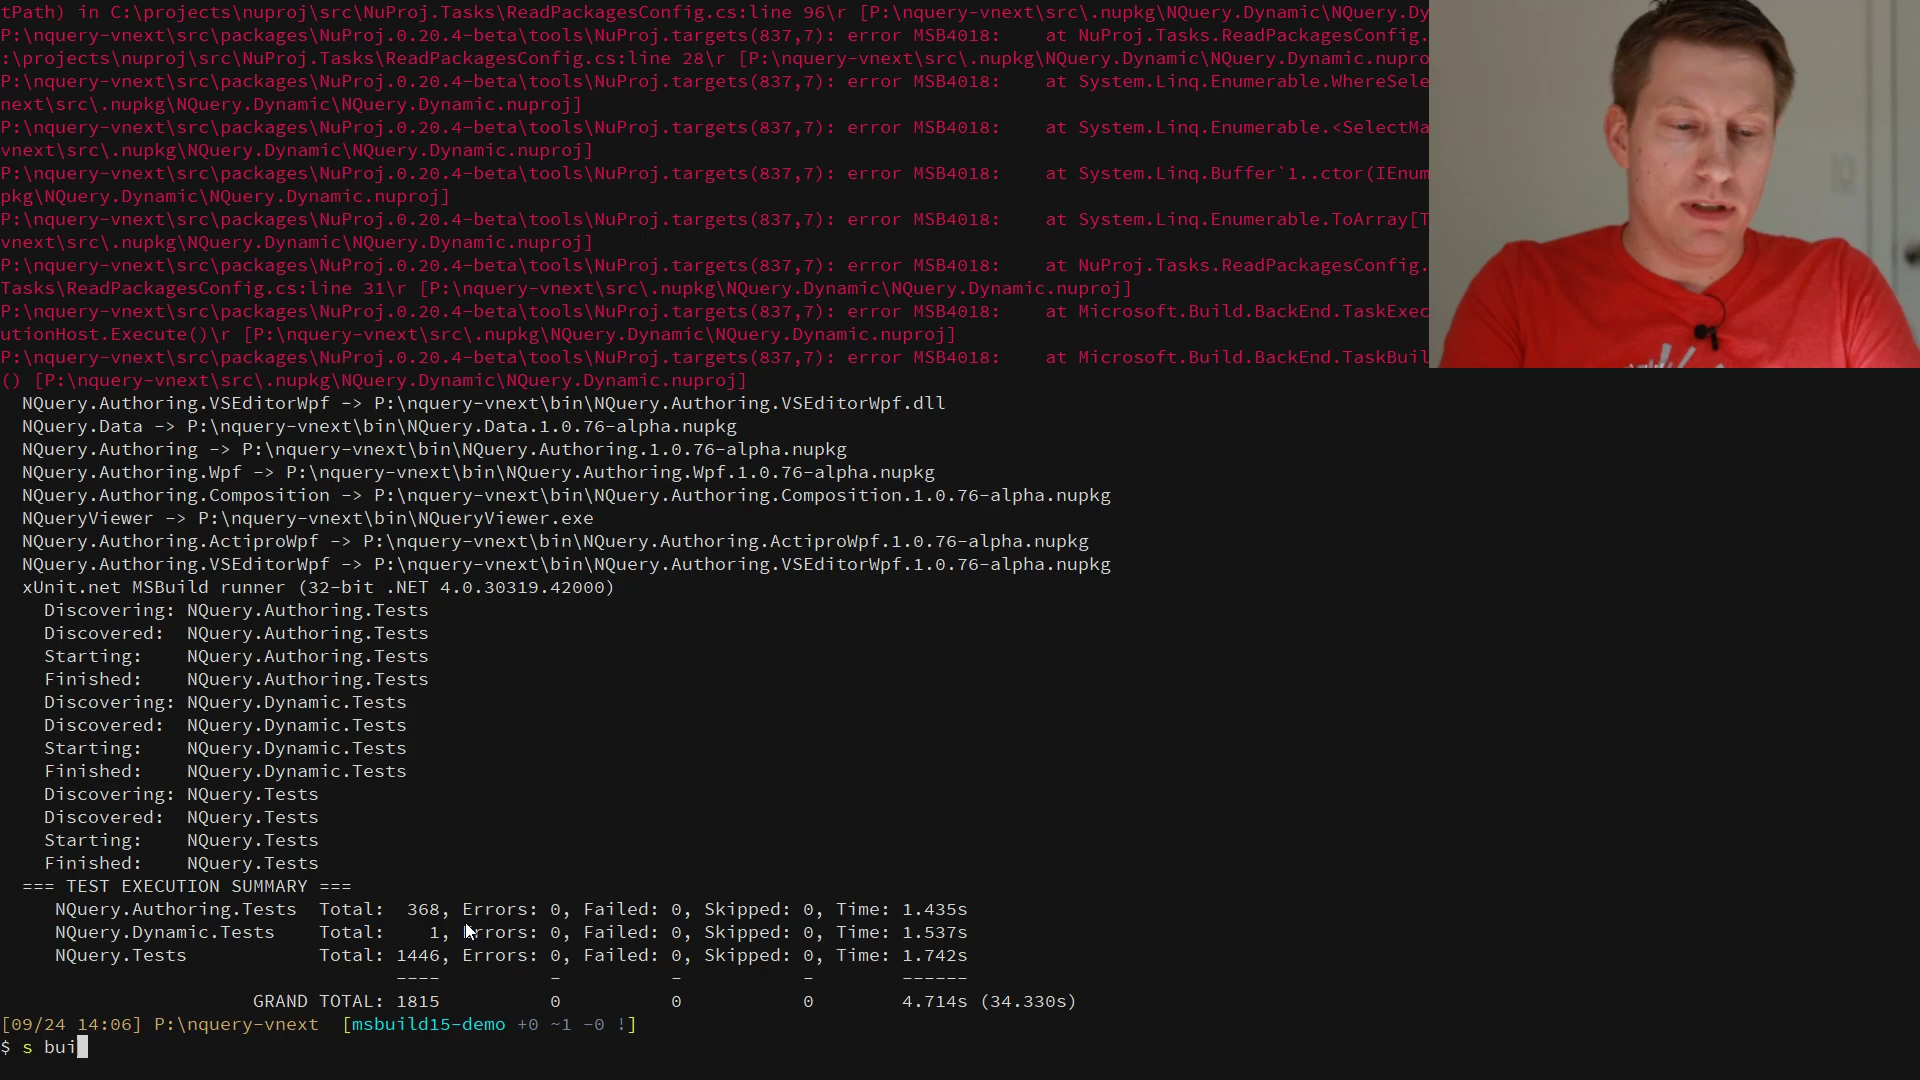 tPath) in C:\projects\nuproj\src\NuProj.Tasks\ReadPackagesConfig.cs:line 96\r [P:\nquery-vnext\src\.nupkg\NQuery.Dynamic\NQuery.Dy
P:\nquery-vnext\src\packages\NuProj.0.20.4-beta\tools\NuProj.targets(837,7): error MSB4018:    at NuProj.Tasks.ReadPackagesConfig.
:\projects\nuproj\src\NuProj.Tasks\ReadPackagesConfig.cs:line 28\r [P:\nquery-vnext\src\.nupkg\NQuery.Dynamic\NQuery.Dynamic.nupro
P:\nquery-vnext\src\packages\NuProj.0.20.4-beta\tools\NuProj.targets(837,7): error MSB4018:    at System.Linq.Enumerable.WhereSele
next\src\.nupkg\NQuery.Dynamic\NQuery.Dynamic.nuproj]
P:\nquery-vnext\src\packages\NuProj.0.20.4-beta\tools\NuProj.targets(837,7): error MSB4018:    at System.Linq.Enumerable.<SelectMa
vnext\src\.nupkg\NQuery.Dynamic\NQuery.Dynamic.nuproj]
P:\nquery-vnext\src\packages\NuProj.0.20.4-beta\tools\NuProj.targets(837,7): error MSB4018:    at System.Linq.Buffer`1..ctor(IEnum
pkg\NQuery.Dynamic\NQuery.Dynamic.nuproj]
P:\nquery-vnext\src\packages\NuProj.0.20.4-beta\tools\NuProj.targets(837,7): error MSB4018:    at System.Linq.Enumerable.ToArray[T
vnext\src\.nupkg\NQuery.Dynamic\NQuery.Dynamic.nuproj]
P:\nquery-vnext\src\packages\NuProj.0.20.4-beta\tools\NuProj.targets(837,7): error MSB4018:    at NuProj.Tasks.ReadPackagesConfig.
Tasks\ReadPackagesConfig.cs:line 31\r [P:\nquery-vnext\src\.nupkg\NQuery.Dynamic\NQuery.Dynamic.nuproj]
P:\nquery-vnext\src\packages\NuProj.0.20.4-beta\tools\NuProj.targets(837,7): error MSB4018:    at Microsoft.Build.BackEnd.TaskExec
utionHost.Execute()\r [P:\nquery-vnext\src\.nupkg\NQuery.Dynamic\NQuery.Dynamic.nuproj]
P:\nquery-vnext\src\packages\NuProj.0.20.4-beta\tools\NuProj.targets(837,7): error MSB4018:    at Microsoft.Build.BackEnd.TaskBuil
() [P:\nquery-vnext\src\.nupkg\NQuery.Dynamic\NQuery.Dynamic.nuproj]
NQuery.Authoring.VSEditorWpf -> P:\nquery-vnext\bin\NQuery.Authoring.VSEditorWpf.dll
NQuery.Data -> P:\nquery-vnext\bin\NQuery.Data.1.0.76-alpha.nupkg
NQuery.Authoring -> P:\nquery-vnext\bin\NQuery.Authoring.1.0.76-alpha.nupkg
NQuery.Authoring.Wpf -> P:\nquery-vnext\bin\NQuery.Authoring.Wpf.1.0.76-alpha.nupkg
NQuery.Authoring.Composition -> P:\nquery-vnext\bin\NQuery.Authoring.Composition.1.0.76-alpha.nupkg
NQueryViewer -> P:\nquery-vnext\bin\NQueryViewer.exe
NQuery.Authoring.ActiproWpf -> P:\nquery-vnext\bin\NQuery.Authoring.ActiproWpf.1.0.76-alpha.nupkg
NQuery.Authoring.VSEditorWpf -> P:\nquery-vnext\bin\NQuery.Authoring.VSEditorWpf.1.0.76-alpha.nupkg
xUnit.net MSBuild runner (32-bit .NET 4.0.30319.42000)
Discovering: NQuery.Authoring.Tests
Discovered:  NQuery.Authoring.Tests
Starting:    NQuery.Authoring.Tests
Finished:    NQuery.Authoring.Tests
Discovering: NQuery.Dynamic.Tests
Discovered:  NQuery.Dynamic.Tests
Starting:    NQuery.Dynamic.Tests
Finished:    NQuery.Dynamic.Tests
Discovering: NQuery.Tests
Discovered:  NQuery.Tests
Starting:    NQuery.Tests
Finished:    NQuery.Tests
=== TEST EXECUTION SUMMARY ===
NQuery.Authoring.Tests  Total:  368, Errors: 0, Failed: 0, Skipped: 0, Time: 1.435s
NQuery.Dynamic.Tests    Total:    1, Errors: 0, Failed: 0, Skipped: 0, Time: 1.537s
NQuery.Tests            Total: 1446, Errors: 0, Failed: 0, Skipped: 0, Time: 1.742s
----          -          -           -        ------
GRAND TOTAL: 1815          0          0           0        4.714s (34.330s)
[09/24 14:06] P:\nquery-vnext  [msbuild15-demo +0 ~1 -0 !]
$ s bui